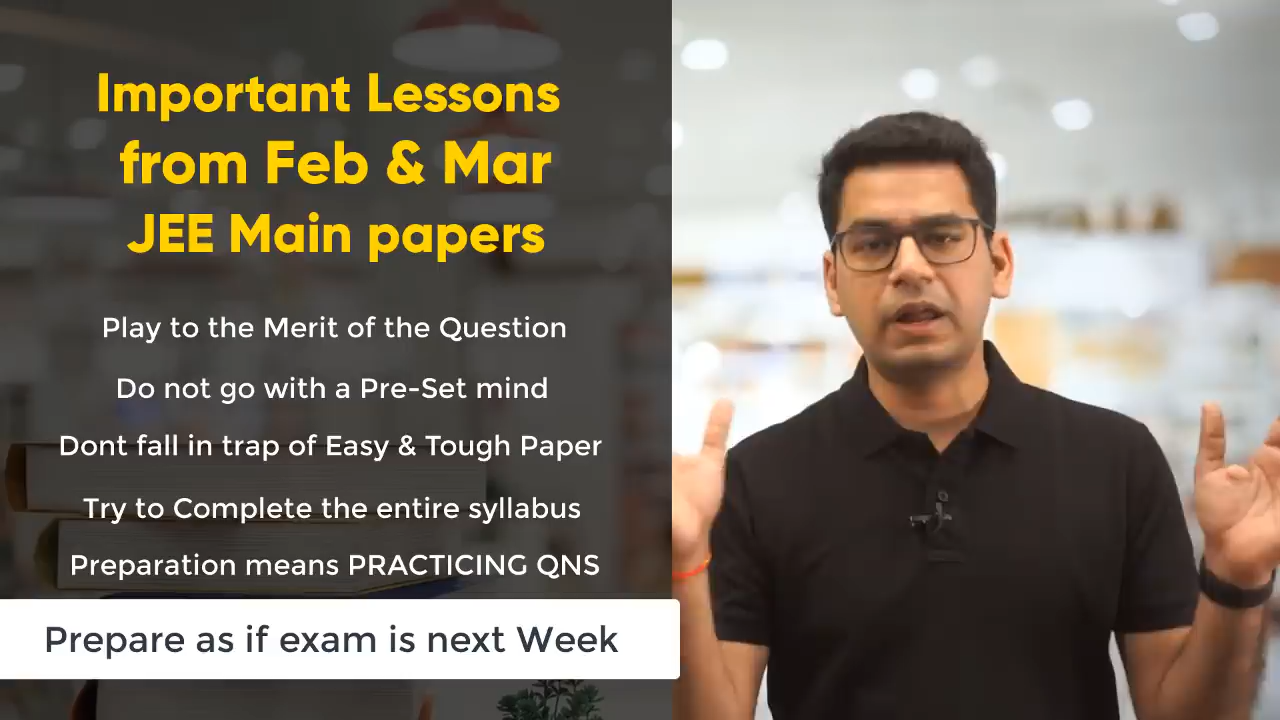 Important Lessons
from Feb & Mar
JEE Main papers
Play to the Merit of the Question
Do not go with a Pre-Set mind
Dont fall in trap of Easy & Tough Paper
Try to Complete the entire syllabus
Preparation means PRACTICING QNS
Prepare as if exam is next Week